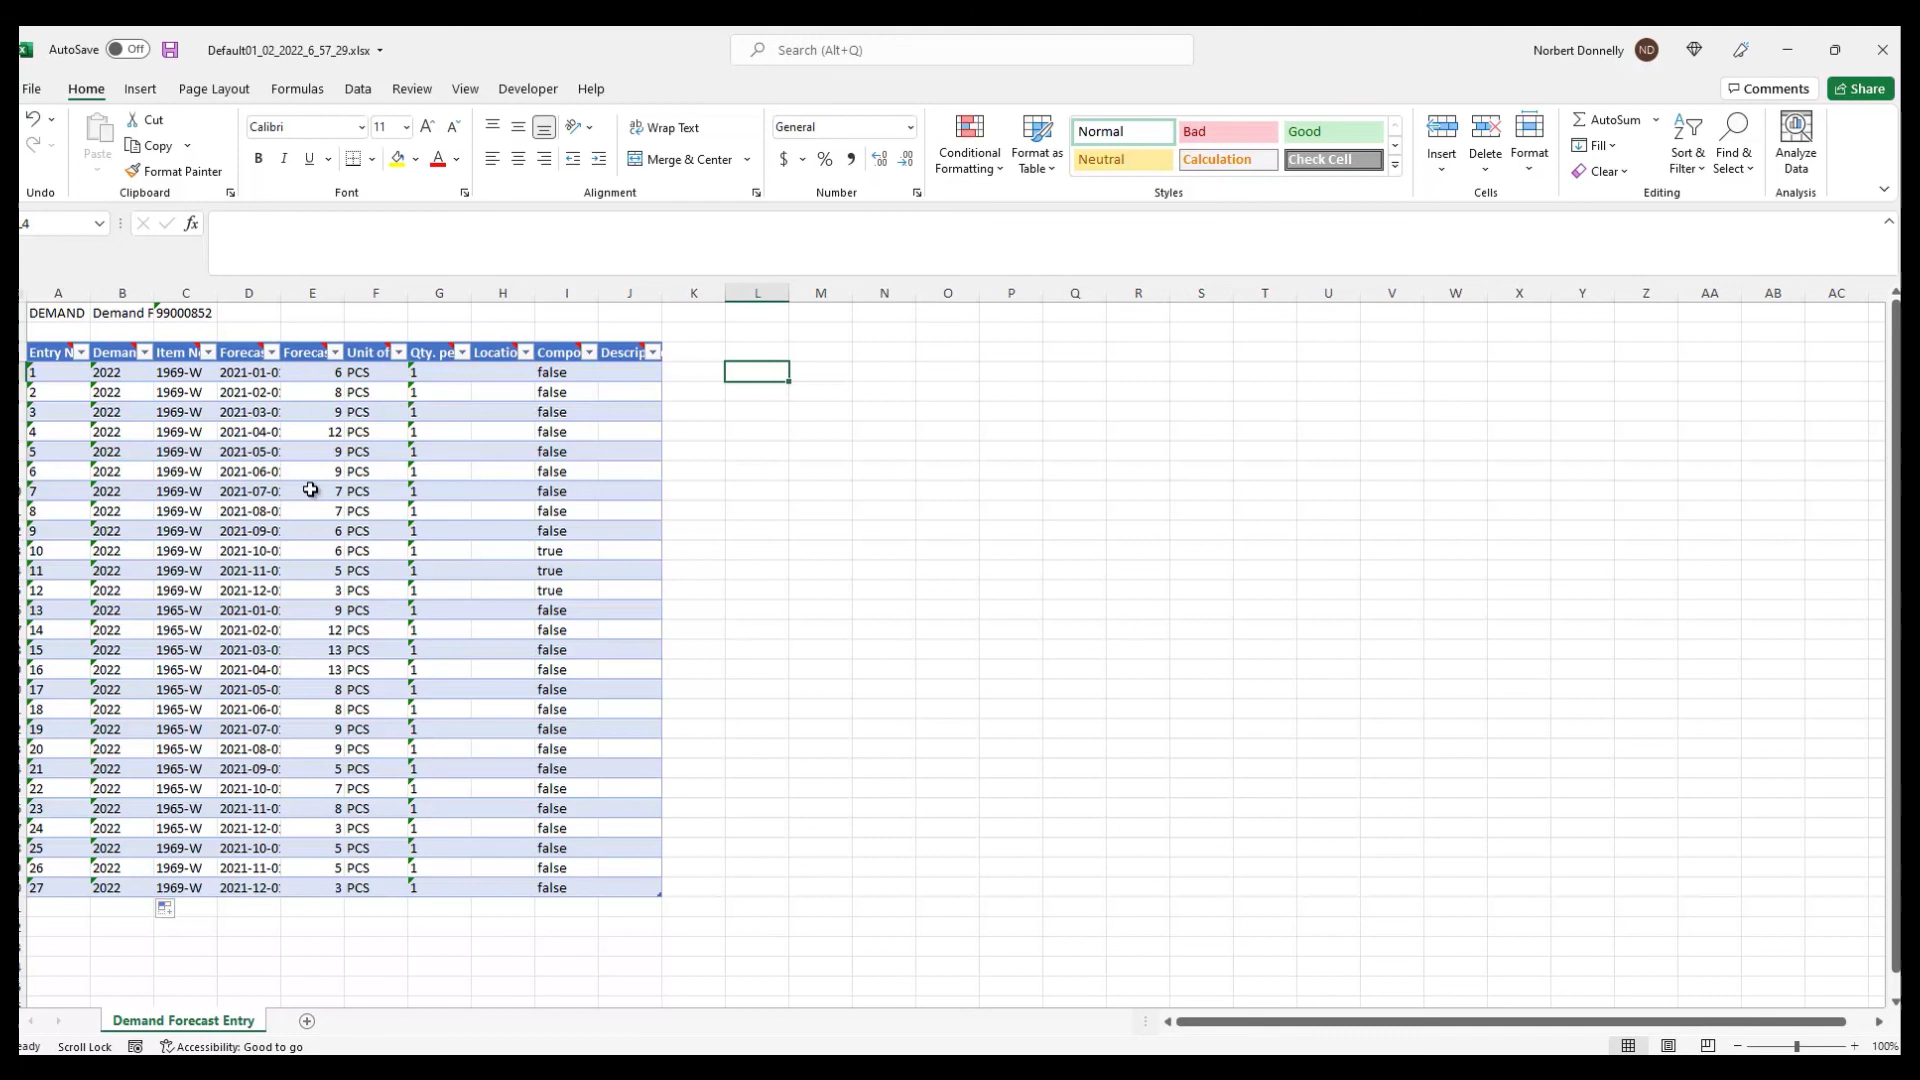 AutoSave Off Default01_02_2022_6_57_29.xlsx Search (Alt+Q) Norbert Donnelly ND
File Home Insert Page Layout Formulas Data Review View Developer Help Comments Share
Cut Calibri 11 Wrap Text General Normal Bad Good AutoSum
Paste Copy B I U A Merge & Center $ % Conditional Formatting Format as Table Neutral Calculation Check Cell Insert Delete Format Fill Sort & Filter Find & Select Analyze Data
Format Painter Clear
Undo Clipboard Font Alignment Number Styles Cells Editing Analysis
fx
A B C D E F G H I J K L M N O P Q R S T U V W X Y Z AA AB AC
DEMAND Demand F 99000852
Entry N Deman Item N Foreca Foreca Unit of Qty. pe Locatio Compo Descrip
1 2022 1969-W 2021-01-0 6 PCS 1 false
2 2022 1969-W 2021-02-0 8 PCS 1 false
3 2022 1969-W 2021-03-0 9 PCS 1 false
4 2022 1969-W 2021-04-0 12 PCS 1 false
5 2022 1969-W 2021-05-0 9 PCS 1 false
6 2022 1969-W 2021-06-0 9 PCS 1 false
7 2022 1969-W 2021-07-0 7 PCS 1 false
8 2022 1969-W 2021-08-0 7 PCS 1 false
9 2022 1969-W 2021-09-0 6 PCS 1 false
10 2022 1969-W 2021-10-0 6 PCS 1 true
11 2022 1969-W 2021-11-0 5 PCS 1 true
12 2022 1969-W 2021-12-0 3 PCS 1 true
13 2022 1965-W 2021-01-0 9 PCS 1 false
14 2022 1965-W 2021-02-0 12 PCS 1 false
15 2022 1965-W 2021-03-0 13 PCS 1 false
16 2022 1965-W 2021-04-0 13 PCS 1 false
17 2022 1965-W 2021-05-0 8 PCS 1 false
18 2022 1965-W 2021-06-0 8 PCS 1 false
19 2022 1965-W 2021-07-0 9 PCS 1 false
20 2022 1965-W 2021-08-0 9 PCS 1 false
21 2022 1965-W 2021-09-0 5 PCS 1 false
22 2022 1965-W 2021-10-0 7 PCS 1 false
23 2022 1965-W 2021-11-0 8 PCS 1 false
24 2022 1965-W 2021-12-0 3 PCS 1 false
25 2022 1969-W 2021-10-0 5 PCS 1 false
26 2022 1969-W 2021-11-0 5 PCS 1 false
27 2022 1969-W 2021-12-0 3 PCS 1 false
Demand Forecast Entry
eady Scroll Lock Accessibility: Good to go 100%